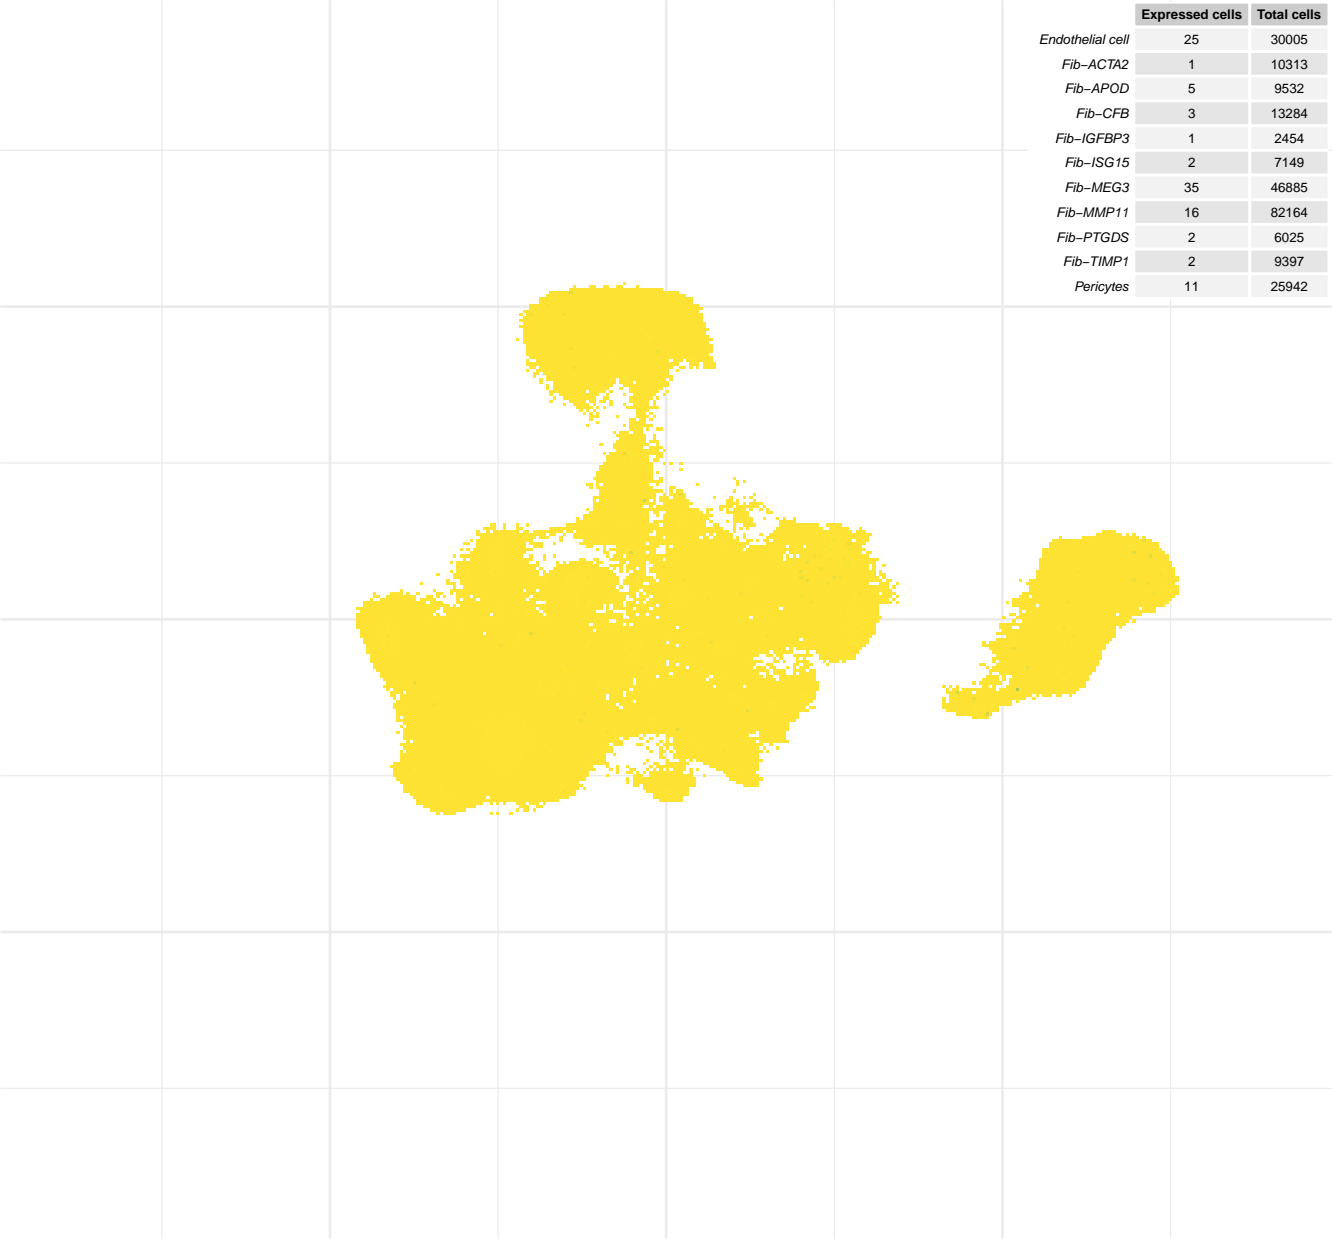 Expressed cells Total cells
Endothelial cell 25 30005
Fib−ACTA2 1 10313
Fib−APOD 5 9532
Fib−CFB 3 13284
Fib−IGFBP3 1 2454
Fib−ISG15 2 7149
Fib−MEG3 35 46885
Fib−MMP11 16 82164
Fib−PTGDS 2 6025
Fib−TIMP1 2 9397
Pericytes 11 25942